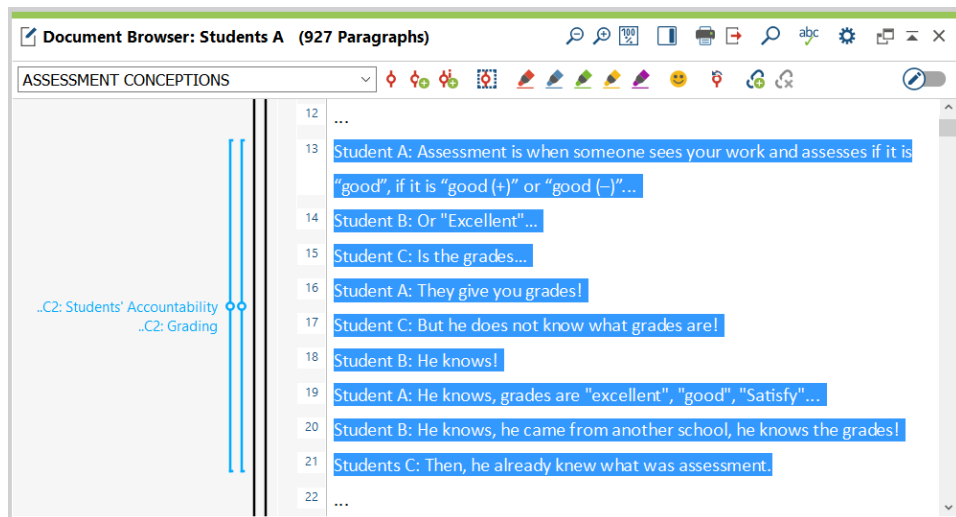 Document Browser: Students A (927 Paragraphs)
100 %
abc
ASSESSMENT CONCEPTIONS
12 ...
13 Student A: Assessment is when someone sees your work and assesses if it is
“good”, if it is “good (+)” or “good (–)”...
14 Student B: Or "Excellent"...
15 Student C: Is the grades...
16 Student A: They give you grades!
..C2: Students' Accountability
17 Student C: But he does not know what grades are!
..C2: Grading
18 Student B: He knows!
19 Student A: He knows, grades are "excellent", "good", "Satisfy"...
20 Student B: He knows, he came from another school, he knows the grades!
21 Students C: Then, he already knew what was assessment.
22 ...